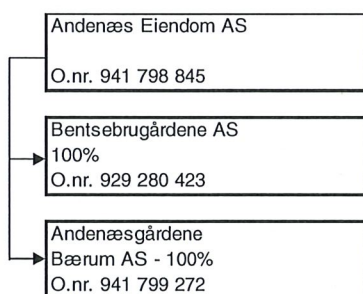 Andenæs Eiendom AS
O.nr. 941 798 845
Bentsebrugårdene AS
100%
O.nr. 929 280 423
Andenæsgårdene
Bærum AS - 100%
O.nr. 941 799 272